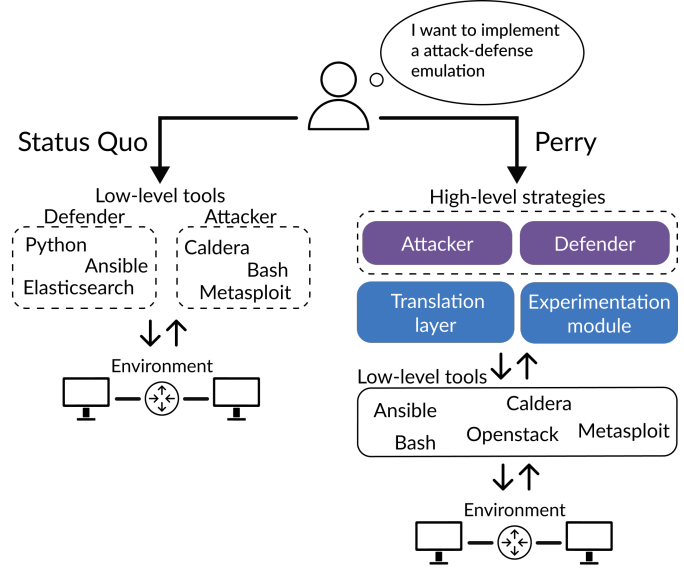 I want to implement
a attack-defense
emulation
Status Quo
Perry
Low-level tools
Defender
Attacker
Python
Ansible
Elasticsearch
Caldera
Bash
Metasploit
Environment
High-level strategies
Attacker
Defender
Translation
layer
Experimentation
module
Low-level tools
Ansible
Caldera
Bash
Openstack
Metasploit
Environment